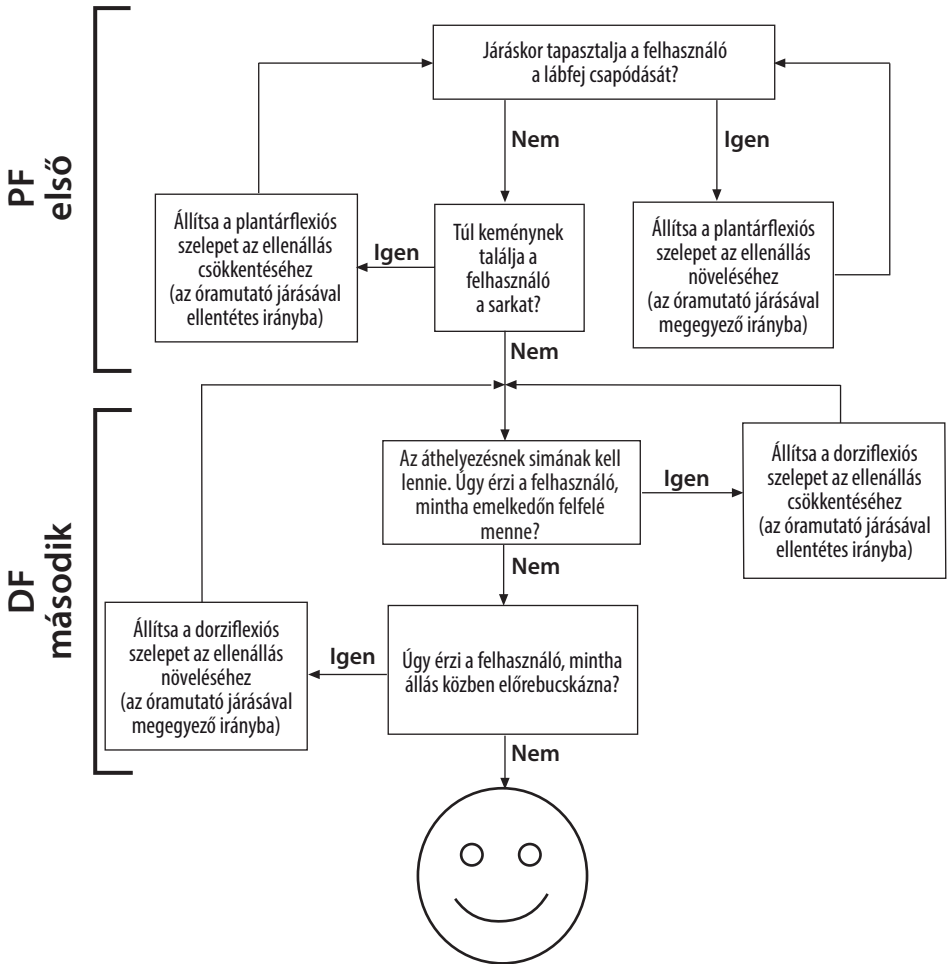 PF
első
Járáskor tapasztalja a felhasználó
a lábfej csapódását?
Nem
Igen
Állítsa a plantárflexiós
szelepet az ellenállás
csökkentéséhez
(az óramutató járásával
ellentétes irányba)
Igen
Túl keménynek
találja a
felhasználó
a sarkat?
Állítsa a plantárflexiós
szelepet az ellenállás
növeléséhez
(az óramutató járásával
megegyező irányba)
Nem
DF
második
Az áthelyezésnek simának kell
lennie. Úgy érzi a felhasználó,
mintha emelkedőn felfelé
menne?
Igen
Állítsa a dorziflexiós
szelepet az ellenállás
csökkentéséhez
(az óramutató járásával
ellentétes irányba)
Nem
Állítsa a dorziflexiós
szelepet az ellenállás
növeléséhez
(az óramutató járásával
megegyező irányba)
Igen
Úgy érzi a felhasználó, mintha
állás közben előrebucskázna?
Nem